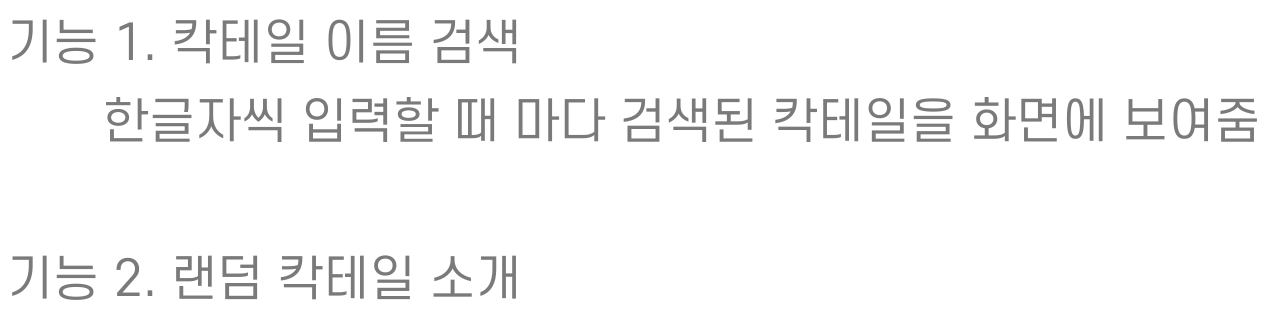 기능 1. 칵테일 이름 검색
한글자씩 입력할 때 마다 검색된 칵테일을 화면에 보여줌
기능 2. 랜덤 칵테일 소개